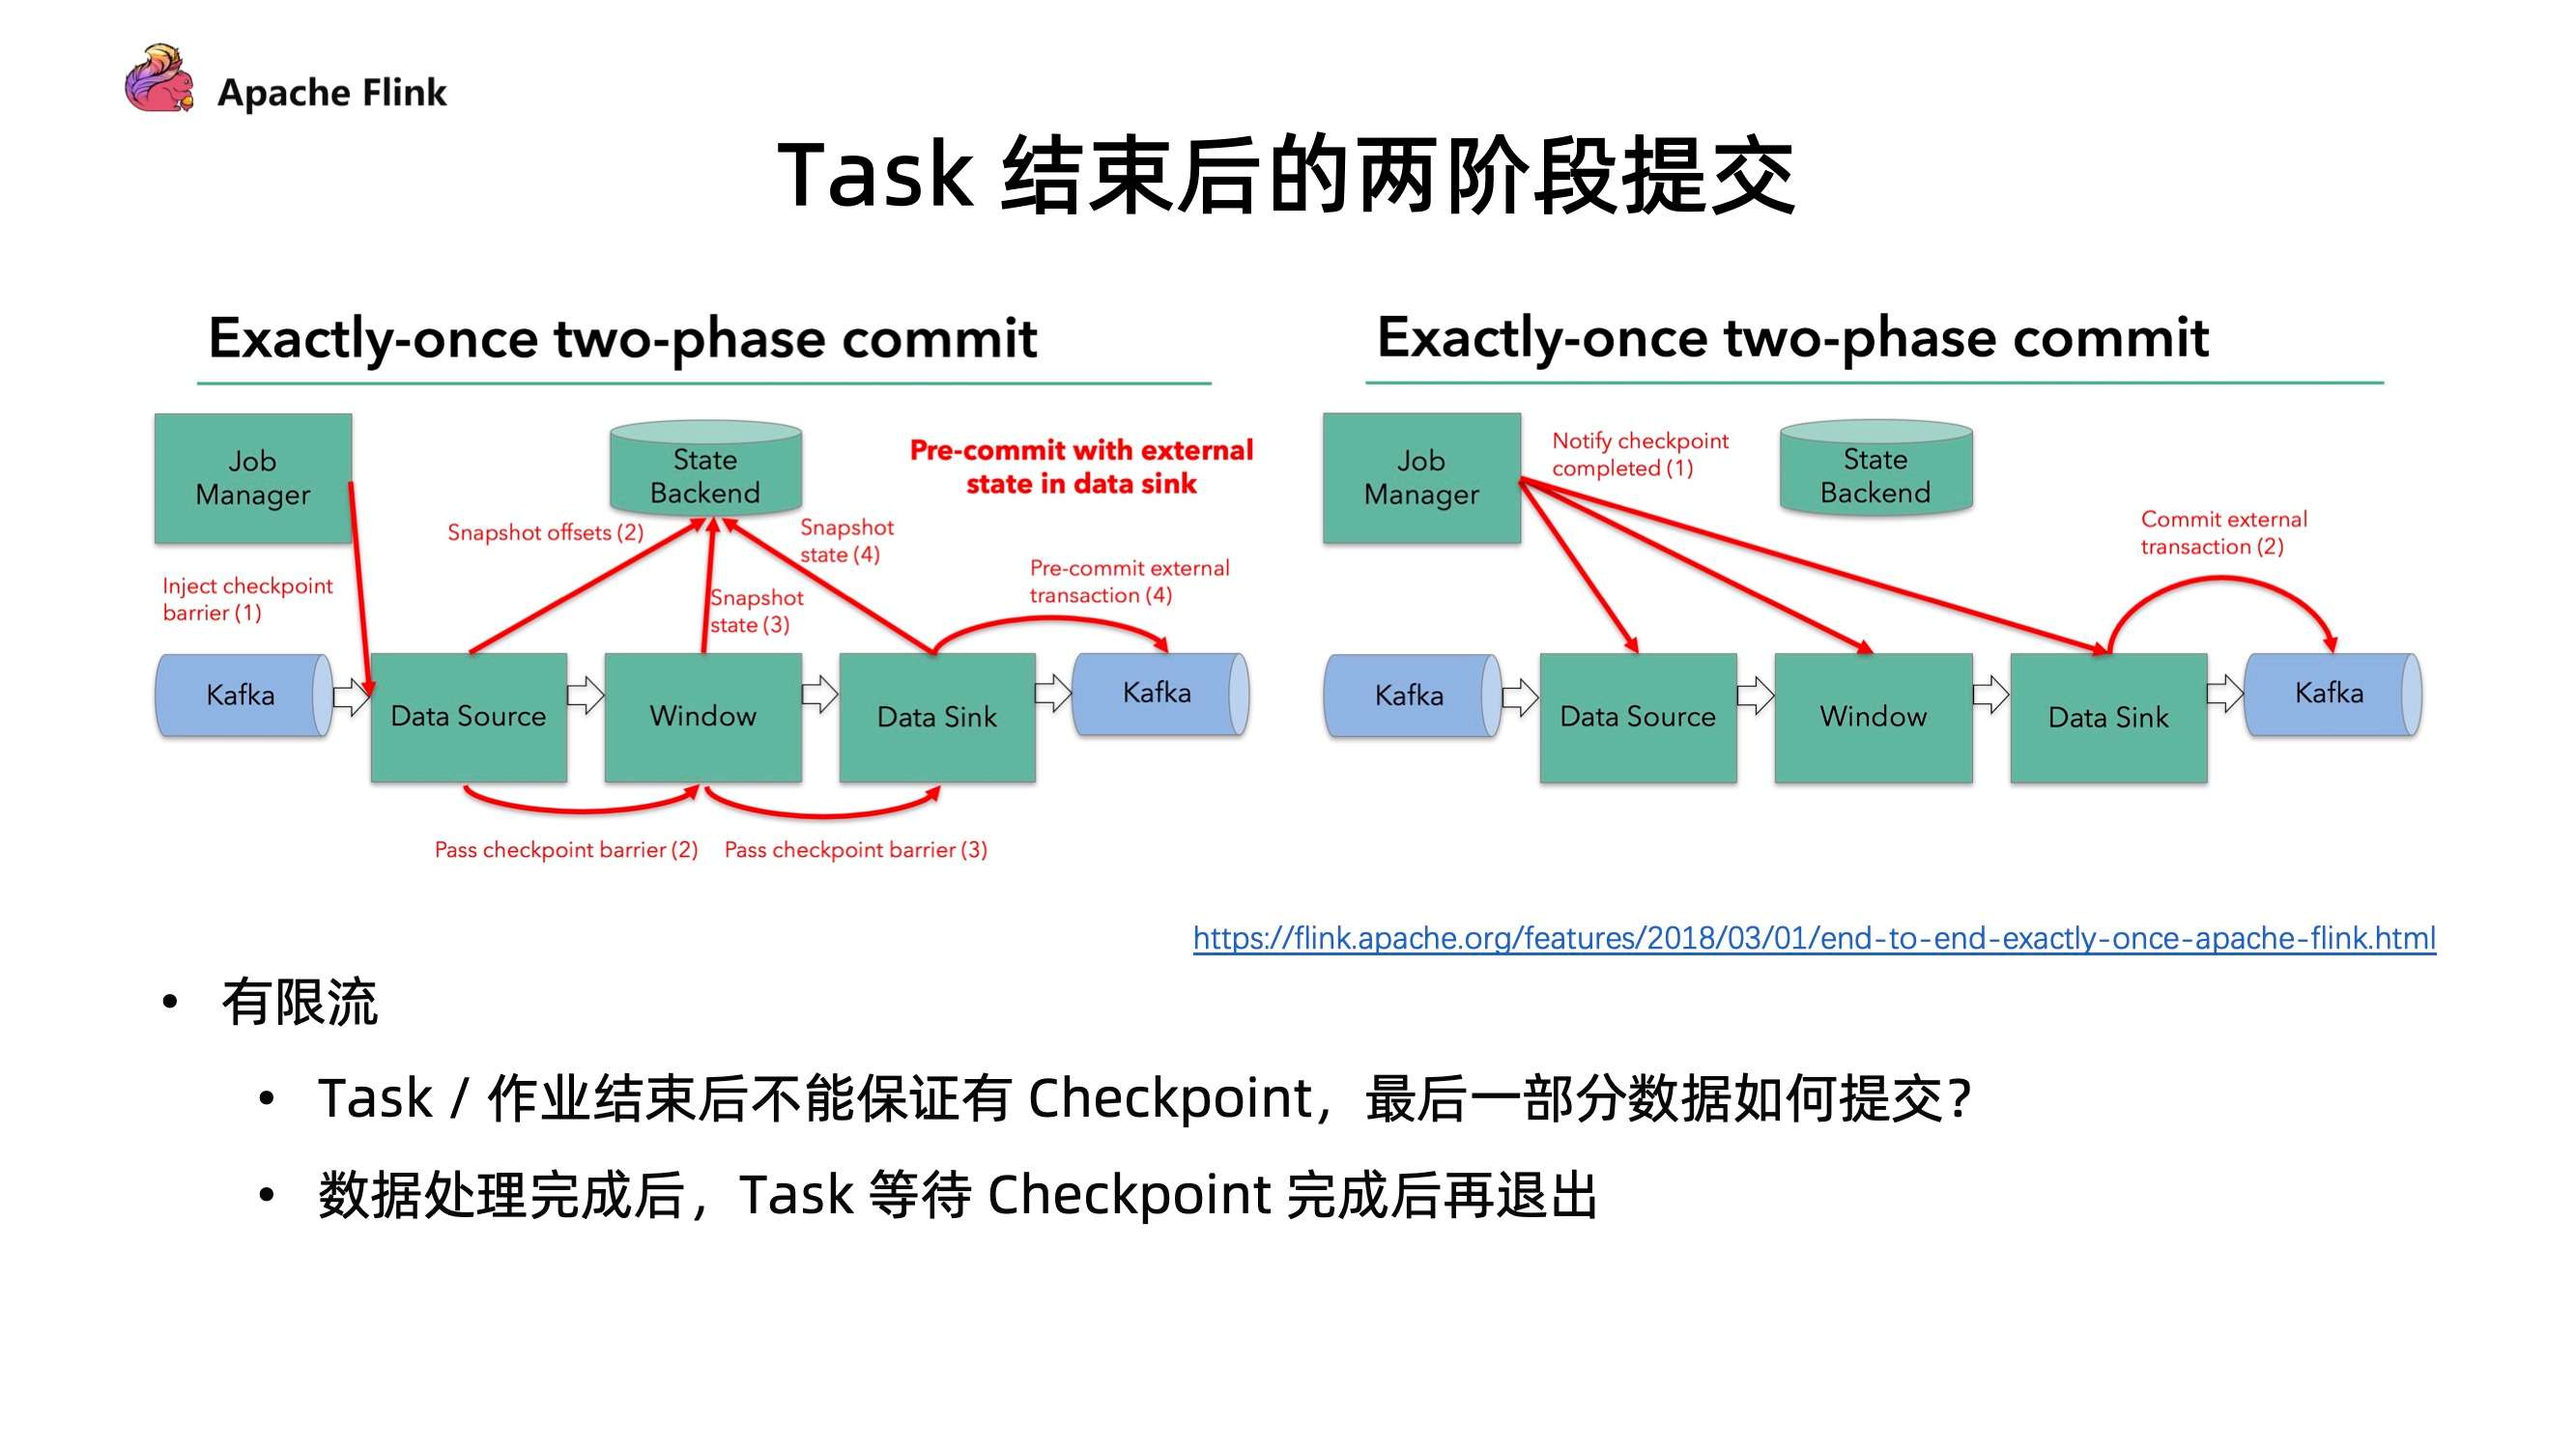 Apache Flink
Task 结束后的两阶段提交
Exactly-once two-phase commit
Job
Manager
State
Backend
Pre-commit with external
state in data sink
Snapshot offsets (2)
Snapshot
state (4)
Inject checkpoint
barrier (1)
Snapshot
state (3)
Pre-commit external
transaction (4)
Kafka
Data Source
Window
Data Sink
Kafka
Pass checkpoint barrier (2)
Pass checkpoint barrier (3)
Exactly-once two-phase commit
Job
Manager
Notify checkpoint
completed (1)
State
Backend
Commit external
transaction (2)
Kafka
Data Source
Window
Data Sink
Kafka
https://flink.apache.org/features/2018/03/01/end-to-end-exactly-once-apache-flink.html
• 有限流
• Task / 作业结束后不能保证有 Checkpoint，最后一部分数据如何提交？
• 数据处理完成后，Task 等待 Checkpoint 完成后再退出